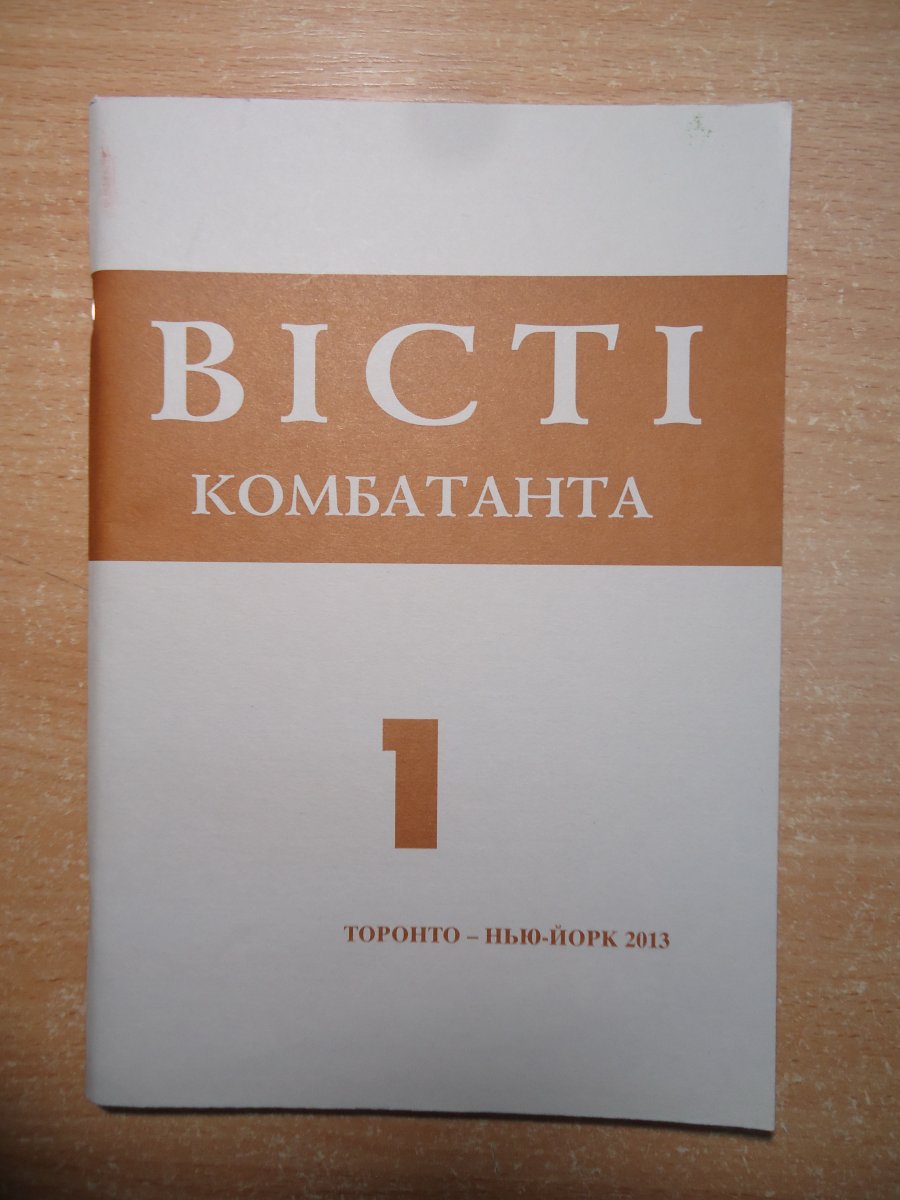 ВІСТІ
КОМБАТАНТА
1
ТОРОНТО – НЬЮ-ЙОРК 2013